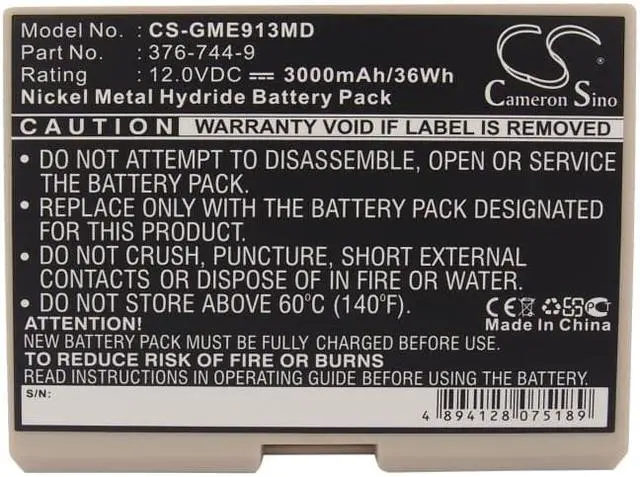 Model No.: CS-GME913MD
Part No. : 376-744-9
Rating : 12.0VDC 3000mAh/36Wh
Nickel Metal Hydride Battery Pack
CS
Cameron Sino
CAUTION WARRANTY VOID IF LABEL IS REMOVED
• DO NOT ATTEMPT TO DISASSEMBLE, OPEN OR SERVICE
THE BATTERY PACK.
• REPLACE ONLY WITH THE BATTERY PACK DESIGNATED
FOR THIS PRODUCT.
• DO NOT CRUSH, PUNCTURE, SHORT EXTERNAL
CONTACTS OR DISPOSE OF IN FIRE OR WATER.
• DO NOT STORE ABOVE 60°C (140°F).
CE
Made In China
ATTENTION!
NEW BATTERY PACK MUST BE FULLY CHARGED BEFORE USE.
TO REDUCE RISK OF FIRE OR BURNS
READ INSTRUCTIONS IN OPERATING GUIDE BEFORE USING THE BATTERY.
S/N:
4 894128 075189